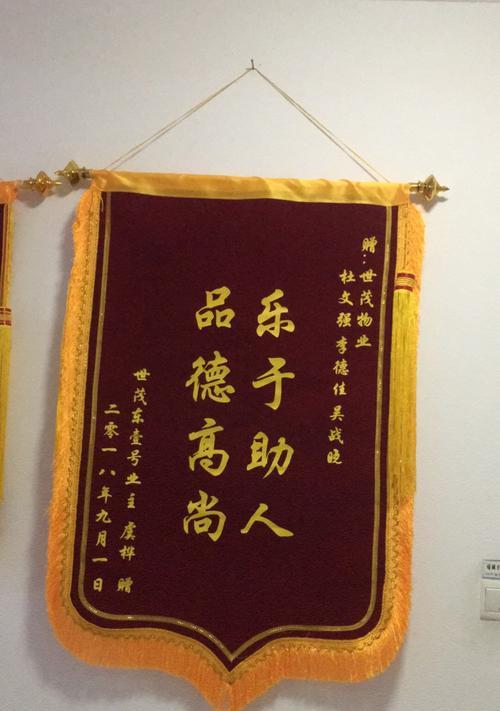 赠：世茂物业
杜文强李德佳吴战晓
乐于助人
品德高尚
世茂东壹号业主虞桦 赠
二零一八年九月一日